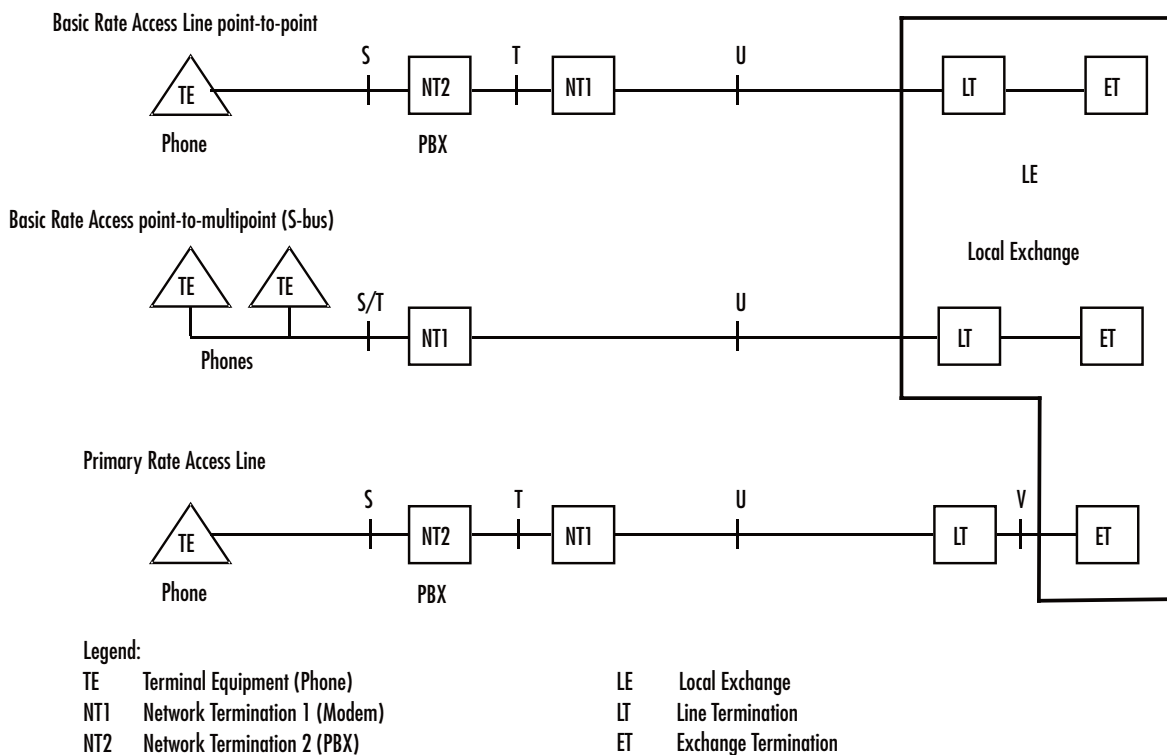 Basic Rate Access Line point-to-point
S T U
TE NT2 NT1 LT ET
Phone PBX
LE
Basic Rate Access point-to-multipoint (S-bus)
Local Exchange
TE TE
S/T U
NT1 LT ET
Phones
Primary Rate Access Line
S T U V
TE NT2 NT1 LT ET
Phone PBX
Legend:
TE Terminal Equipment (Phone) LE Local Exchange
NT1 Network Termination 1 (Modem) LT Line Termination
NT2 Network Termination 2 (PBX) ET Exchange Termination